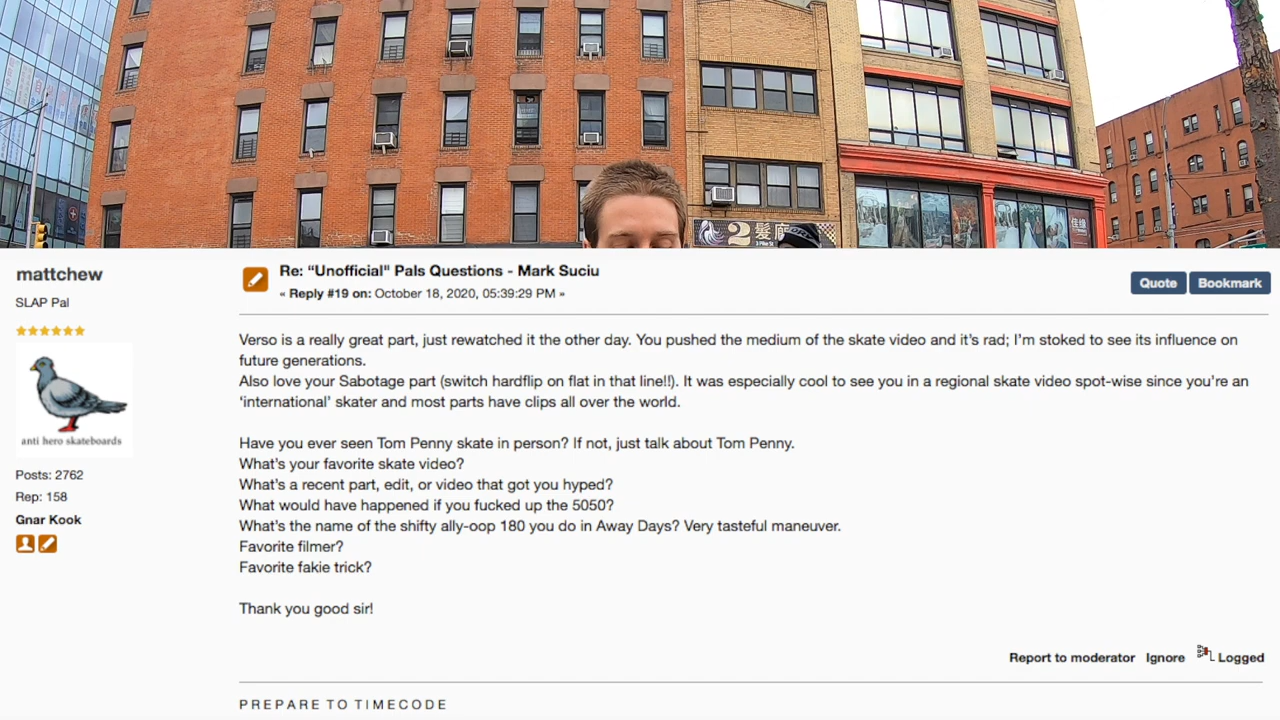 2 髮
3 Pike St
佳緣
mattchew
SLAP Pal
anti hero skateboards
Posts: 2762
Rep: 158
Gnar Kook
Re: “Unofficial" Pals Questions - Mark Suciu
« Reply #19 on: October 18, 2020, 05:39:29 PM »
Quote Bookmark
Verso is a really great part, just rewatched it the other day. You pushed the medium of the skate video and it’s rad; I’m stoked to see its influence on
future generations.
Also love your Sabotage part (switch hardflip on flat in that line!!). It was especially cool to see you in a regional skate video spot-wise since you’re an
‘international’ skater and most parts have clips all over the world.
Have you ever seen Tom Penny skate in person? If not, just talk about Tom Penny.
What’s your favorite skate video?
What’s a recent part, edit, or video that got you hyped?
What would have happened if you fucked up the 5050?
What’s the name of the shifty ally-oop 180 you do in Away Days? Very tasteful maneuver.
Favorite filmer?
Favorite fakie trick?
Thank you good sir!
Report to moderator Ignore Logged
P R E P A R E T O T I M E C O D E